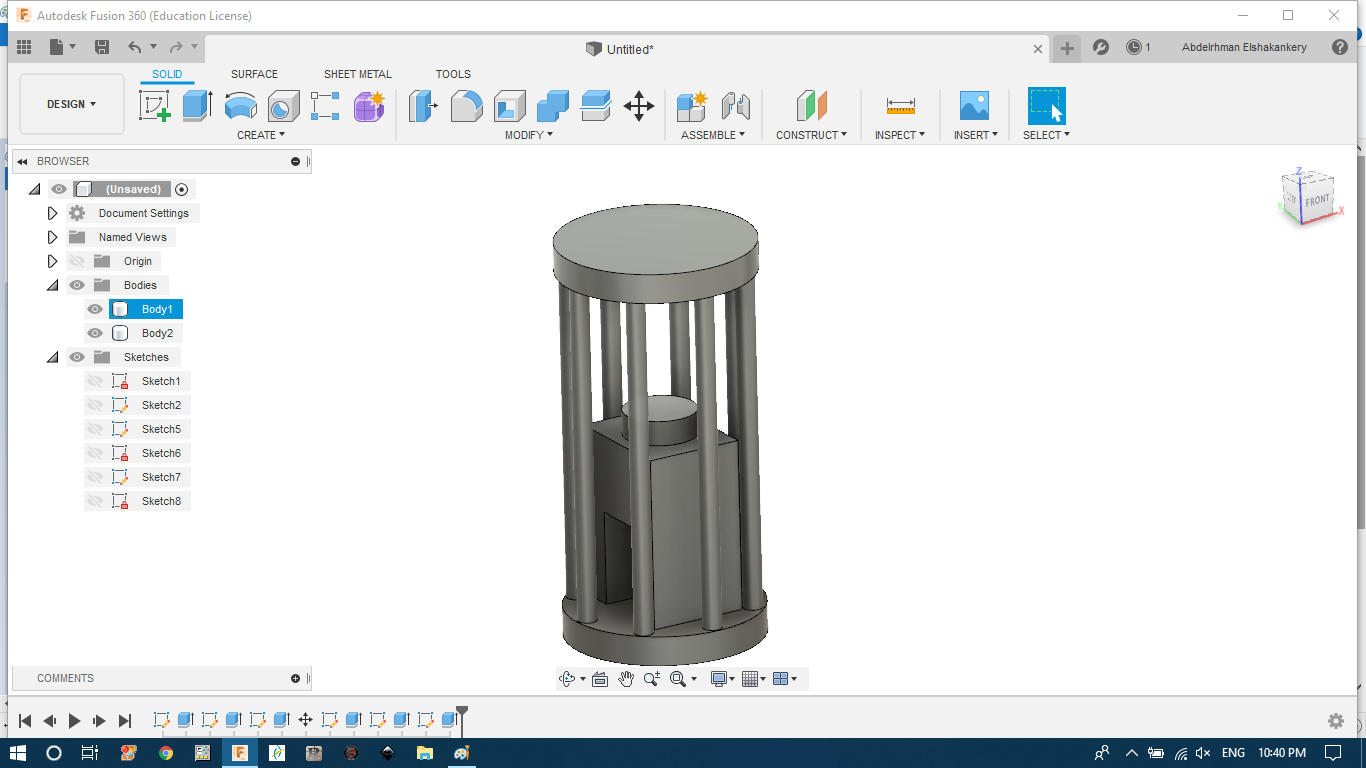 Autodesk Fusion 360 (Education License)
Untitled*
1
Abdelrhman Elshakankery
SOLID
SURFACE
SHEET METAL
TOOLS
DESIGN
CREATE
MODIFY
ASSEMBLE
CONSTRUCT
INSPECT
INSERT
SELECT
BROWSER
(Unsaved)
Document Settings
Named Views
Origin
Bodies
Body1
Body2
Sketches
Sketch1
Sketch2
Sketch5
Sketch6
Sketch7
Sketch8
Z
FRONT
Y
X
COMMENTS
ENG
10:40 PM